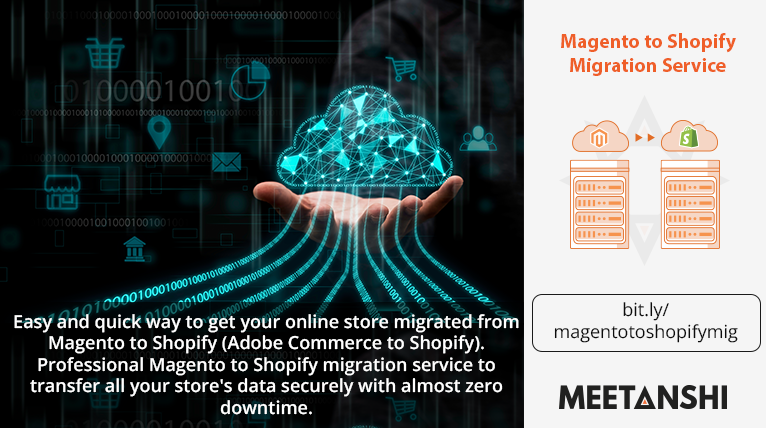 01000010
01000100010001100100
Easy and quick way to get your online store migrated from
Magento to Shopify (Adobe Commerce to Shopify).
Professional Magento to Shopify migration service to
transfer all your store's data securely with almost zero
downtime.
Magento to Shopify
Migration Service
bit.ly/
magentotoshopifymig
MEETANSHI